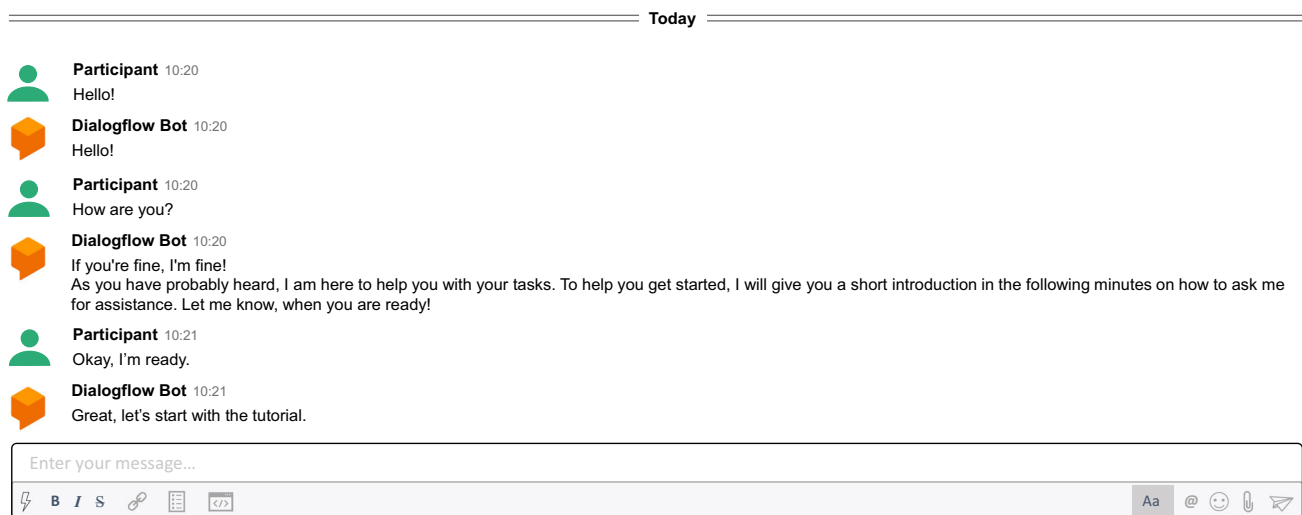 Today
Participant 10:20
Hello!
Dialogflow Bot 10:20
Hello!
Participant 10:20
How are you?
Dialogflow Bot 10:20
If you're fine, I'm fine!
As you have probably heard, I am here to help you with your tasks. To help you get started, I will give you a short introduction in the following minutes on how to ask me
for assistance. Let me know, when you are ready!
Participant 10:21
Okay, I’m ready.
Dialogflow Bot 10:21
Great, let’s start with the tutorial.
Enter your message...
B I S </> Aa @